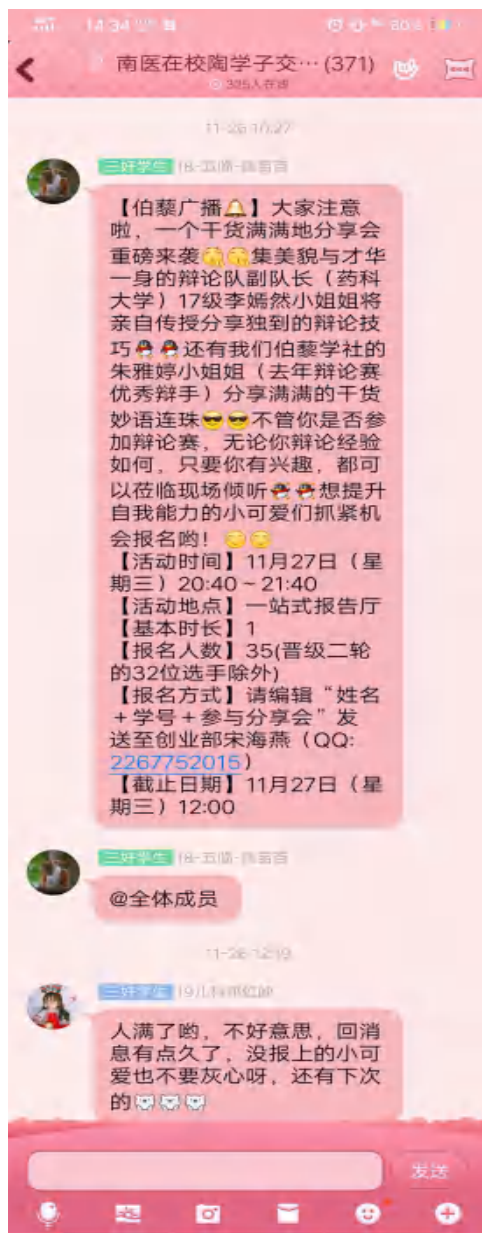 14:34
80%
南医在校陶学子交…(371)
325人在线
11-26 10:27
三好学生
【伯藜广播🔔】大家注意
啦，一个干货满满地分享会
重磅来袭集美貌与才华
一身的辩论队副队长（药科
大学）17级李嫣然小姐姐将
亲自传授分享独到的辩论技
巧还有我们伯藜学社的
朱雅婷小姐姐（去年辩论赛
优秀辩手）分享满满的干货
妙语连珠😎😎不管你是否参
加辩论赛，无论你辩论经验
如何，只要你有兴趣，都可
以莅临现场倾听想提升
自我能力的小可爱们抓紧机
会报名哟！
【活动时间】11月27日（星
期三）20:40~21:40
【活动地点】一站式报告厅
【基本时长】1
【报名人数】35(晋级二轮
的32位选手除外)
【报名方式】请编辑“姓名
+学号+参与分享会”发
送至创业部宋海燕（QQ:
2267752015）
【截止日期】11月27日（星
期三）12:00
三好学生
@全体成员
11-26 12:19
三好学生
人满了哟，不好意思，回消
息有点久了，没报上的小可
爱也不要灰心呀，还有下次
的
发送